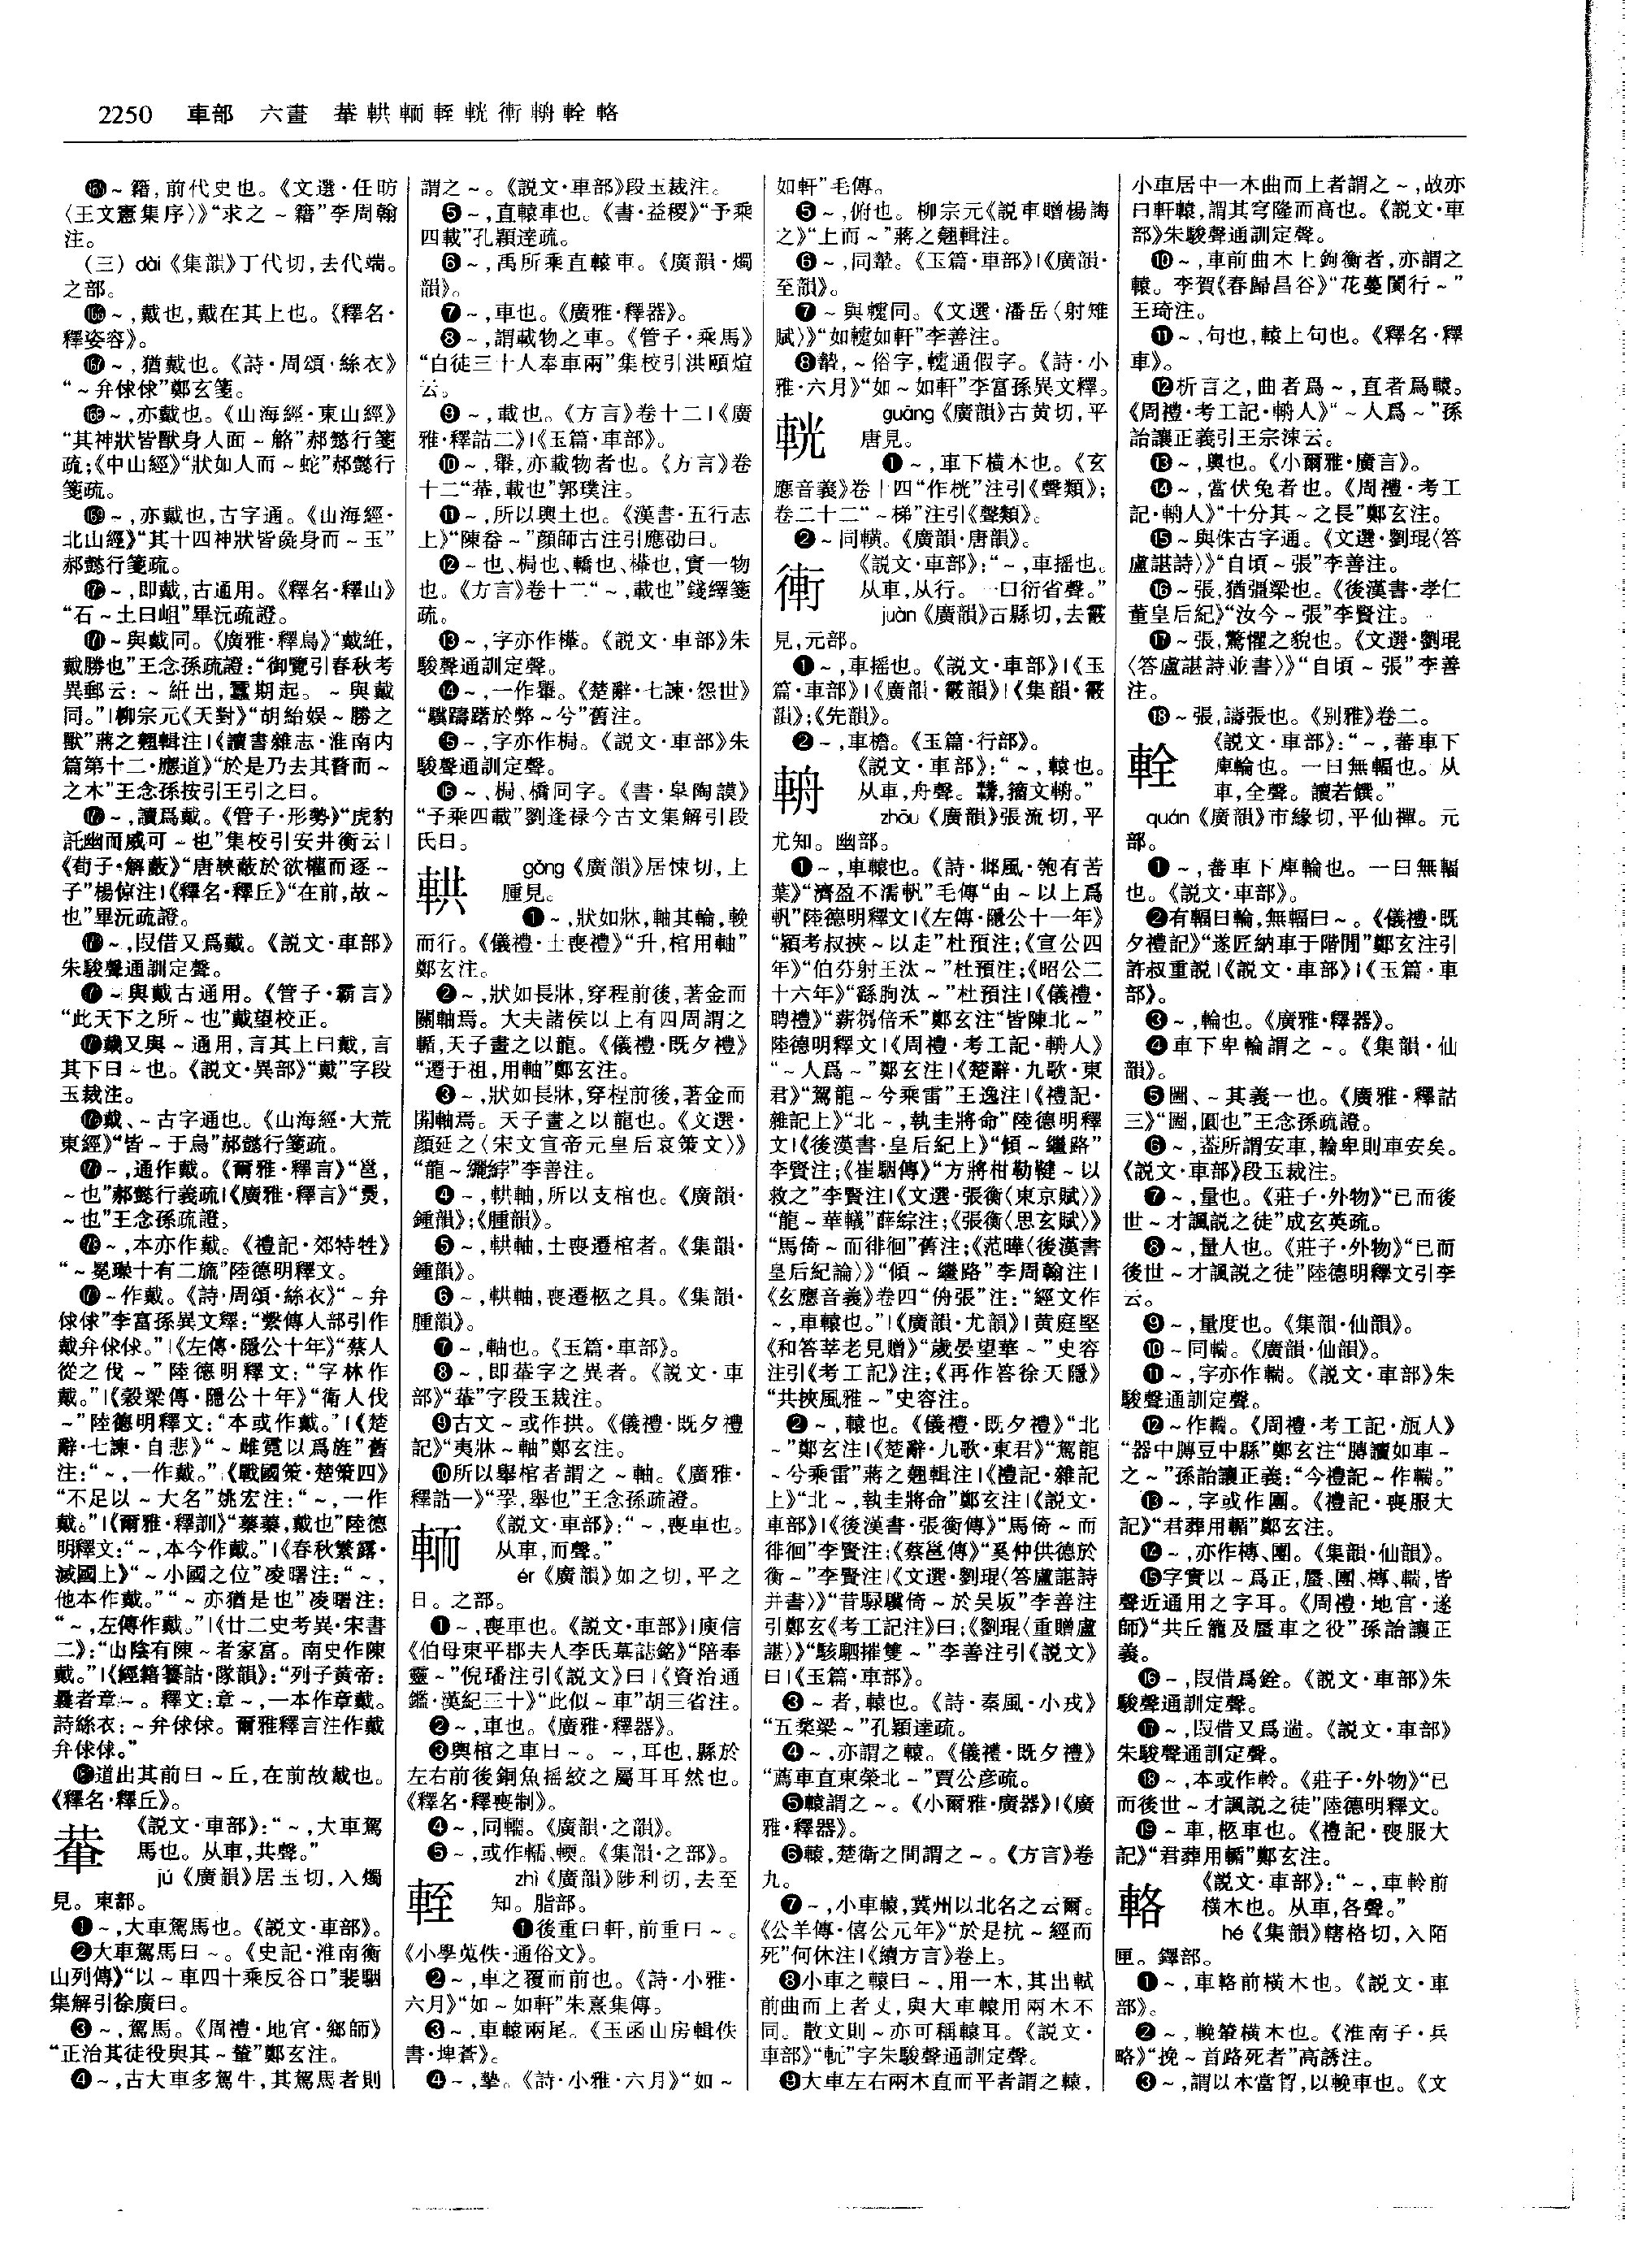 2250 車部 六畫 輂 輁 輀 輊 輄 衝 輈 輇 輅
~籍,前代史也。《文選·任昉
〈王文憲集序〉》“求之~籍”李周翰
注。
(三) dài《集韻》丁代切,去代端。
之部。
~,戴也,戴在其上也。《釋名·
釋姿容》。
~,猶戴也。《詩·周頌·絲衣》
“~弁俅俅”鄭玄箋。
~,亦戴也。《山海經·東山經》
“其神狀皆獸身人面~觡”郝懿行箋
疏;《中山經》“狀如人而~蛇”郝懿行
箋疏。
~,亦戴也,古字通。《山海經·
北山經》“其十四神狀皆彘身而~玉”
郝懿行箋疏。
~,即戴,古通用。《釋名·釋山》
“石~土曰岨”畢沅疏證。
~與戴同。《廣雅·釋鳥》“戴紝,
戴勝也”王念孫疏證:“御覽引春秋考
異郵云:~紝出,蠶期起。~與戴
同。”|柳宗元《天對》“胡紿娱~勝之
獸”蔣之翹輯注|《讀書雜志·淮南内
篇第十二·應道》“於是乃去其瞀而~
之木”王念孫按引王引之曰。
~,讀爲戴。《管子·形勢》“虎豹
託幽而威可~也”集校引安井衡云|
《荀子·解蔽》“唐鞅蔽於欲權而逐~
子”楊倞注|《釋名·釋丘》“在前,故~
也”畢沅疏證。
~,叚借又爲戴。《説文·車部》
朱駿聲通訓定聲。
~與戴古通用。《管子·霸言》
“此天下之所~也”戴望校正。
戴又與~通用,言其上曰戴,言
其下曰~也。《説文·異部》“戴”字段
玉裁注。
戴、~古字通也。《山海經·大荒
東經》“皆~于烏”郝懿行箋疏。
~,通作戴。《爾雅·釋言》“邕,
~也”郝懿行義疏|《廣雅·釋言》“㷼,
~也”王念孫疏證。
~,本亦作戴。《禮記·郊特牲》
“~冕璪十有二旒”陸德明釋文。
~作戴。《詩·周頌·絲衣》“~弁
俅俅”李富孫異文釋:“繫傳人部引作
戴弁俅俅。”|《左傳·隱公十年》“蔡人
從之伐~”陸德明釋文:“字林作
戴。”|《穀梁傳·隱公十年》“衛人伐
~”陸德明釋文:“本或作戴。”|《楚
辭·七諫·自悲》“~雌霓以爲旌”舊
注:“~,一作戴。”《戰國策·楚策四》
“不足以~大名”姚宏注:“~,一作
戴。”|《爾雅·釋訓》“蓁蓁,戴也”陸德
明釋文:“~,本今作戴。”|《春秋繁露·
滅國上》“~小國之位”凌曙注:“~,
他本作戴。”“~亦猶是也”凌曙注:
“~,左傳作戴。”|《廿二史考異·宋書
二》:“山陰有陳~者家富。南史作陳
戴。”|《經籍籑詁·隊韻》:“列子黄帝:
曩者章~。釋文:章~,一本作章戴。
詩絲衣:~弁俅俅。爾雅釋言注作戴
弁俅俅。”
道出其前曰~丘,在前故戴也。
《釋名·釋丘》。
輂 《説文·車部》:“~,大車駕
馬也。从車,共聲。”
jú《廣韻》居玉切,入燭
見。東部。
❶~,大車駕馬也。《説文·車部》。
❷大車駕馬曰~。《史記·淮南衡
山列傳》“以~車四十乘反谷口”裴駰
集解引徐廣曰。
❸~,駕馬。《周禮·地官·鄉師》
“正治其徒役與其~輦”鄭玄注。
❹~,古大車多駕牛,其駕馬者則
謂之~。《説文·車部》段玉裁注。
❺~,直轅車也。《書·益稷》“予乘
四載”孔穎達疏。
❻~,禹所乘直轅車。《廣韻·燭
韻》。
❼~,車也。《廣雅·釋器》。
❽~,謂載物之車。《管子·乘馬》
“白徒三十人奉車兩”集校引洪頤煊
云。
❾~,載也。《方言》卷十二|《廣
雅·釋詁二》|《玉篇·車部》。
❿~,轝,亦載物者也。《方言》卷
十二“輂,載也”郭璞注。
⓫~,所以輿土也。《漢書·五行志
上》“陳畚~”顔師古注引應劭曰。
⓬~也、梮也、轎也、欙也,實一物
也。《方言》卷十二“~,載也”錢繹箋
疏。
⓭~,字亦作檋。《説文·車部》朱
駿聲通訓定聲。
⓮~,一作轝。《楚辭·七諫·怨世》
“驥躊躇於弊~兮”舊注。
⓯~,字亦作梮。《説文·車部》朱
駿聲通訓定聲。
⓰~、梮、橋同字。《書·皋陶謨》
“予乘四載”劉逢禄今古文集解引段
氏曰。
輁 gǒng《廣韻》居悚切,上
腫見。
❶~,狀如牀,軸其輪,輓
而行。《儀禮·士喪禮》“升,棺用軸”
鄭玄注。
❷~,狀如長牀,穿桯前後,著金而
關軸焉。大夫諸侯以上有四周謂之
輴,天子畫之以龍。《儀禮·既夕禮》
“遷于祖,用軸”鄭玄注。
❸~,狀如長牀,穿桯前後,著金而
關軸焉。天子畫之以龍也。《文選·
顔延之〈宋文皇帝元皇后哀策文〉》
“龍~纚綍”李善注。
❹~,輁軸,所以支棺也。《廣韻·
鍾韻》;《腫韻》。
❺~,輁軸,士喪遷棺者。《集韻·
鍾韻》。
❻~,輁軸,喪遷柩之具。《集韻·
腫韻》。
❼~,軸也。《玉篇·車部》。
❽~,即輂字之異者。《説文·車
部》“輂”字段玉裁注。
❾古文~或作拱。《儀禮·既夕禮
記》“夷牀~軸”鄭玄注。
❿所以舉棺者謂之~軸。《廣雅·
釋詁一》“㧬,舉也”王念孫疏證。
輀 《説文·車部》:“~,喪車也。
从車,而聲。”
ér《廣韻》如之切,平之
日。之部。
❶~,喪車也。《説文·車部》|庾信
《伯母東平郡夫人李氏墓誌銘》“陪奉
靈~”倪璠注引《説文》曰|《資治通
鑑·漢紀三十》“此似~車”胡三省注。
❷~,車也。《廣雅·釋器》。
❸輿棺之車曰~。~,耳也,縣於
左右前後銅魚摇絞之屬耳耳然也。
《釋名·釋喪制》。
❹~,同轜。《廣韻·之韻》。
❺~,或作轜、輭。《集韻·之部》。
輊 zhì《廣韻》陟利切,去至
知。脂部。
❶後重曰軒,前重曰~。
《小學蒐佚·通俗文》。
❷~,車之覆而前也。《詩·小雅·
六月》“如~如軒”朱熹集傳。
❸~,車轅兩尾。《玉函山房輯佚
書·埤蒼》。
❹~,摯。《詩·小雅·六月》“如~
如軒”毛傳。
❺~,俯也。柳宗元《説車贈楊誨
之》“上而~”蔣之翹輯注。
❻~,同𨎌。《玉篇·車部》|《廣韻·
至韻》。
❼~與轋同。《文選·潘岳〈射雉
賦〉》“如轋如軒”李善注。
❽摯,~俗字,轋通假字。《詩·小
雅·六月》“如~如軒”李富孫異文釋。
輄 guāng《廣韻》古黄切,平
唐見。
❶~,車下横木也。《玄
應音義》卷十四“作桄”注引《聲類》;
卷二十二“~梯”注引《聲類》。
❷~同輄。《廣韻·唐韻》。
衝 《説文·車部》:“~,車摇也。
从車,从行。一曰衍省聲。”
juàn《廣韻》古縣切,去霰
見,元部。
❶~,車摇也。《説文·車部》|《玉
篇·車部》|《廣韻·霰韻》|《集韻·霰
韻》;《先韻》。
❷~,車檐。《玉篇·行部》。
輈 《説文·車部》:“~,轅也。
从車,舟聲。𨏺,籀文輈。”
zhōu《廣韻》張流切,平
尤知。幽部。
❶~,車轅也。《詩·邶風·匏有苦
葉》“濟盈不濡軌”毛傳“由~以上爲
軌”陸德明釋文|《左傳·隱公十一年》
“潁考叔挾~以走”杜預注;《宣公四
年》“伯棼射王汰~”杜預注;《昭公二
十六年》“繇朐汰~”杜預注|《儀禮·
聘禮》“薪芻倍禾”鄭玄注“皆陳北~”
陸德明釋文|《周禮·考工記·輈人》
“~人爲~”鄭玄注|《楚辭·九歌·東
君》“駕龍~兮乘雷”王逸注|《禮記·
雜記上》“北~,執圭將命”陸德明釋
文|《後漢書·皇后紀上》“傾~繼路”
李賢注;《崔駰傳》“方將柑勒鞬~以
救之”李賢注|《文選·張衡〈東京賦〉》
“龍~華轙”薛綜注;《張衡〈思玄賦〉》
“馬倚~而徘徊”舊注;《范曄〈後漢書
皇后紀論〉》“傾~繼路”李周翰注|
《玄應音義》卷四“侜張”注:“經文作
~,車轅也。”|《廣韻·尤韻》|黄庭堅
《和答莘老見贈》“歲晏望華~”史容
注引《考工記》注;《再作答徐天隱》
“共挾風雅~”史容注。
❷~,轅也。《儀禮·既夕禮》“北
~”鄭玄注|《楚辭·九歌·東君》“駕龍
~兮乘雷”蔣之翹輯注|《禮記·雜記
上》“北~,執圭將命”鄭玄注|《説文·
車部》|《後漢書·張衡傳》“馬倚~而
徘徊”李賢注;《蔡邕傳》“奚仲供德於
衡~”李賢注|《文選·劉琨〈答盧諶詩
并書〉》“昔騄驥倚~於吴坂”李善注
引鄭玄《考工記注》曰;《劉琨〈重贈盧
諶〉》“駭駟摧雙~”李善注引《説文》
曰|《玉篇·車部》。
❸~者,轅也。《詩·秦風·小戎》
“五楘梁~”孔穎達疏。
❹~,亦謂之轅。《儀禮·既夕禮》
“薦車直東榮北~”賈公彦疏。
❺轅謂之~。《小爾雅·廣器》|《廣
雅·釋器》。
❻轅,楚衛之間謂之~。《方言》卷
九。
❼~,小車轅,冀州以北名之云爾。
《公羊傳·僖公元年》“於是抗~經而
死”何休注|《續方言》卷上。
❽小車之轅曰~,用一木,其出軾
前曲而上者丈,與大車轅用兩木不
同。散文則~亦可稱轅耳。《説文·
車部》“軏”字朱駿聲通訓定聲。
❾大車左右兩木直而平者謂之轅,
小車居中一木曲而上者謂之~,故亦
曰軒轅,謂其穹隆而高也。《説文·車
部》朱駿聲通訓定聲。
❿~,車前曲木上鉤衡者,亦謂之
轅。李賀《春歸昌谷》“花蔓閡行~”
王琦注。
⓫~,句也,轅上句也。《釋名·釋
車》。
⓬析言之,曲者爲~,直者爲轅。
《周禮·考工記·輈人》“~人爲~”孫
詒讓正義引王宗涑云。
⓭~,輿也。《小爾雅·廣言》。
⓮~,當伏兔者也。《周禮·考工
記·輈人》“十分其~之長”鄭玄注。
⓯~與侏古字通。《文選·劉琨〈答
盧諶詩〉》“自頃~張”李善注。
⓰~張,猶彊梁也。《後漢書·孝仁
董皇后紀》“汝今~張”李賢注。
⓱~張,驚懼之貌也。《文選·劉琨
〈答盧諶詩並書〉》“自頃~張”李善
注。
⓲~張,譸張也。《别雅》卷二。
輇 《説文·車部》:“~,蕃車下
庳輪也。一曰無輻也。从
車,全聲。讀若饌。”
quán《廣韻》市緣切,平仙禪。元
部。
❶~,蕃車下庳輪也。一曰無輻
也。《説文·車部》。
❷有輻曰輪,無輻曰~。《儀禮·既
夕禮記》“遂匠納車于階間”鄭玄注引
許叔重説|《説文·車部》|《玉篇·車
部》。
❸~,輪也。《廣雅·釋器》。
❹車下卑輪謂之~。《集韻·仙
韻》。
❺圌、~其義一也。《廣雅·釋詁
三》“圌,圓也”王念孫疏證。
❻~,葢所謂安車,輪卑則車安矣。
《説文·車部》段玉裁注。
❼~,量也。《莊子·外物》“已而後
世~才諷説之徒”成玄英疏。
❽~,量人也。《莊子·外物》“已而
後世~才諷説之徒”陸德明釋文引李
云。
❾~,量度也。《集韻·仙韻》。
❿~同輲。《廣韻·仙韻》。
⓫~,字亦作輲。《説文·車部》朱
駿聲通訓定聲。
⓬~作輲。《周禮·考工記·瓬人》
“器中膞豆中縣”鄭玄注“膊讀如車~
之~”孫詒讓正義:“今禮記~作輲。”
⓭~,字或作團。《禮記·喪服大
記》“君葬用輴”鄭玄注。
⓮~,亦作槫、圌。《集韻·仙韻》。
⓯字實以~爲正,蜃、團、槫、輲,皆
聲近通用之字耳。《周禮·地官·遂
師》“共丘籠及蜃車之役”孫詒讓正
義。
⓰~,叚借爲銓。《説文·車部》朱
駿聲通訓定聲。
⓱~,叚借又爲遄。《説文·車部》
朱駿聲通訓定聲。
⓲~,本或作軨。《莊子·外物》“已
而後世~才諷説之徒”陸德明釋文。
⓳~車,柩車也。《禮記·喪服大
記》“君葬用輴”鄭玄注。
輅 《説文·車部》:“~,車軨前
横木也。从車,各聲。”
hé《集韻》轄格切,入陌
匣。鐸部。
❶~,車輅前横木也。《説文·車
部》。
❷~,輓輦横木也。《淮南子·兵
略》“挽~首路死者”高誘注。
❸~,謂以木當胷,以輓車也。《文